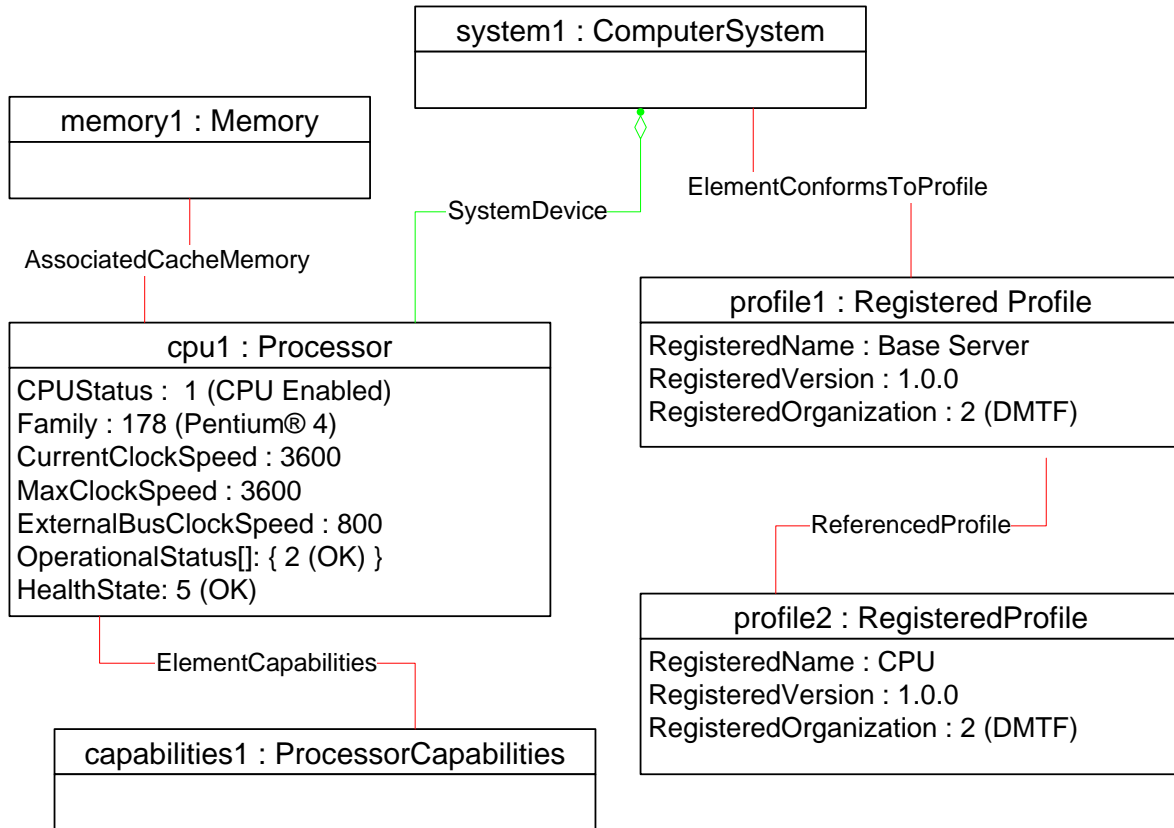 system1 : ComputerSystem
memory1 : Memory
ElementConformsToProfile
SystemDevice
AssociatedCacheMemory
profile1 : Registered Profile
RegisteredName : Base Server
RegisteredVersion : 1.0.0
RegisteredOrganization : 2 (DMTF)
cpu1 : Processor
CPUStatus :  1 (CPU Enabled)
Family : 178 (Pentium® 4)
CurrentClockSpeed : 3600
MaxClockSpeed : 3600
ExternalBusClockSpeed : 800
OperationalStatus[]: { 2 (OK) }
HealthState: 5 (OK)
ReferencedProfile
profile2 : RegisteredProfile
RegisteredName : CPU
RegisteredVersion : 1.0.0
RegisteredOrganization : 2 (DMTF)
ElementCapabilities
capabilities1 : ProcessorCapabilities